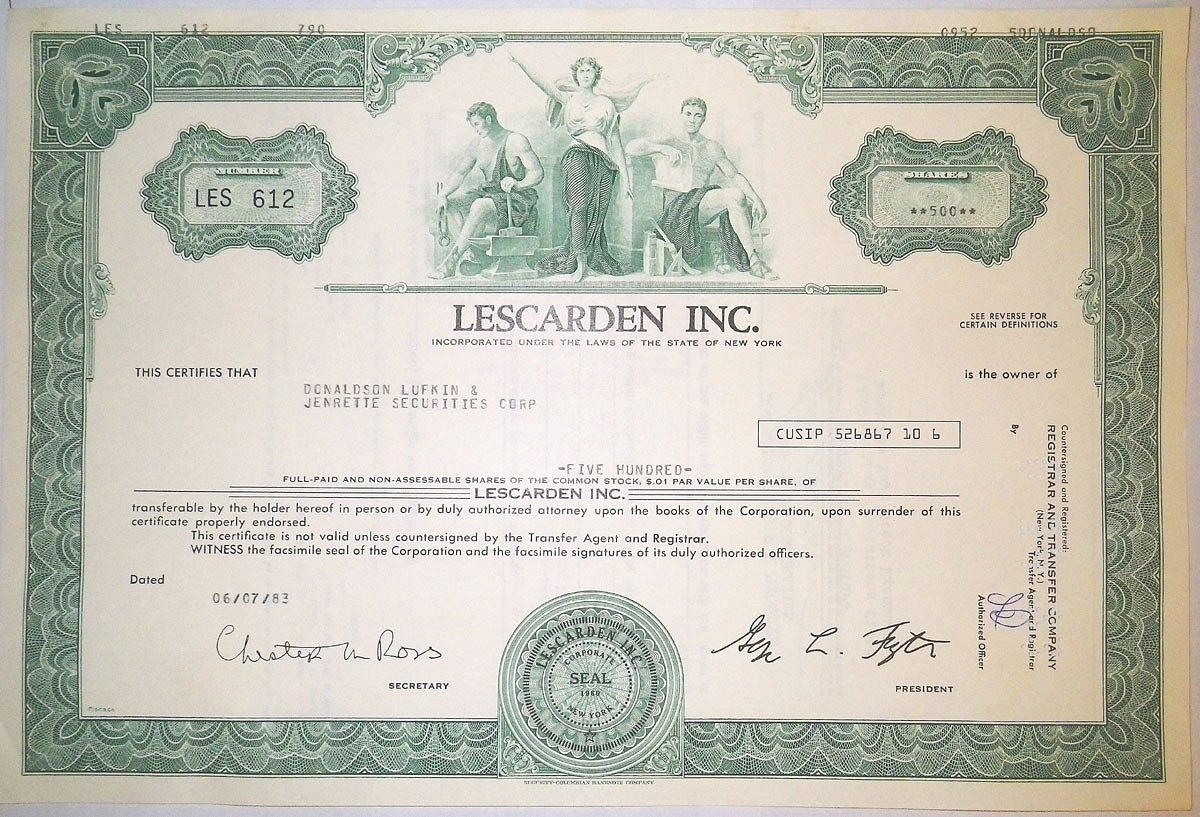 LES 612 790 0952 5DONALDSO
NUMBER
LES 612
SHARES
**500**
LESCARDEN INC.
INCORPORATED UNDER THE LAWS OF THE STATE OF NEW YORK
SEE REVERSE FOR
CERTAIN DEFINITIONS
THIS CERTIFIES THAT
DONALDSON LUFKIN &
JENRETTE SECURITIES CORP
is the owner of
CUSIP 526867 10 6
-FIVE HUNDRED-
FULL-PAID AND NON-ASSESSABLE SHARES OF THE COMMON STOCK, $.01 PAR VALUE PER SHARE, OF
LESCARDEN INC.
transferable by the holder hereof in person or by duly authorized attorney upon the books of the Corporation, upon surrender of this
certificate properly endorsed.
This certificate is not valid unless countersigned by the Transfer Agent and Registrar.
WITNESS the facsimile seal of the Corporation and the facsimile signatures of its duly authorized officers.
Dated
06/07/83
Chester M Ross
SECRETARY
LESCARDEN INC.
CORPORATE
SEAL
1960
NEW YORK
L.
PRESIDENT
Countersigned and Registered:
REGISTRAR AND TRANSFER COMPANY
(New York, N.Y.)
Transfer Agent and Registrar
By
Authorized Officer
SECURITY-COLUMBIAN BANKNOTE COMPANY